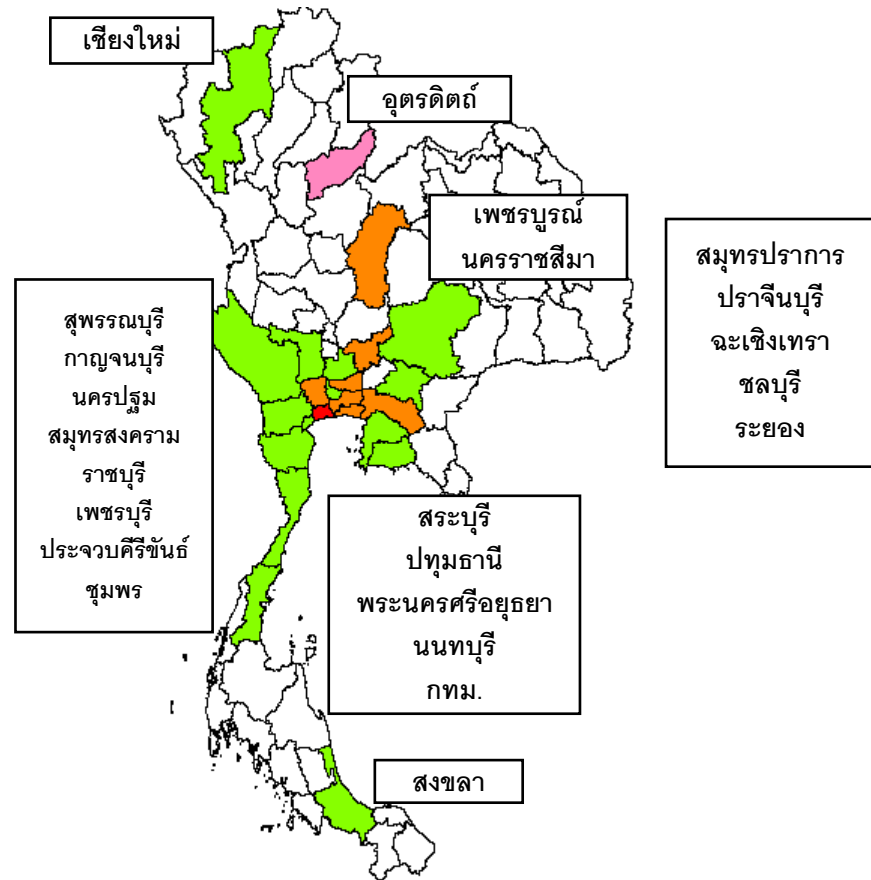 เชียงใหม่
อุตรดิตถ์
เพชรบูรณ์
นครราชสีมา
สมุทรปราการ
ปราจีนบุรี
ฉะเชิงเทรา
ชลบุรี
ระยอง
สุพรรณบุรี
กาญจนบุรี
นครปฐม
สมุทรสงคราม
ราชบุรี
เพชรบุรี
ประจวบคีรีขันธ์
ชุมพร
สระบุรี
ปทุมธานี
พระนครศรีอยุธยา
นนทบุรี
กทม.
สงขลา